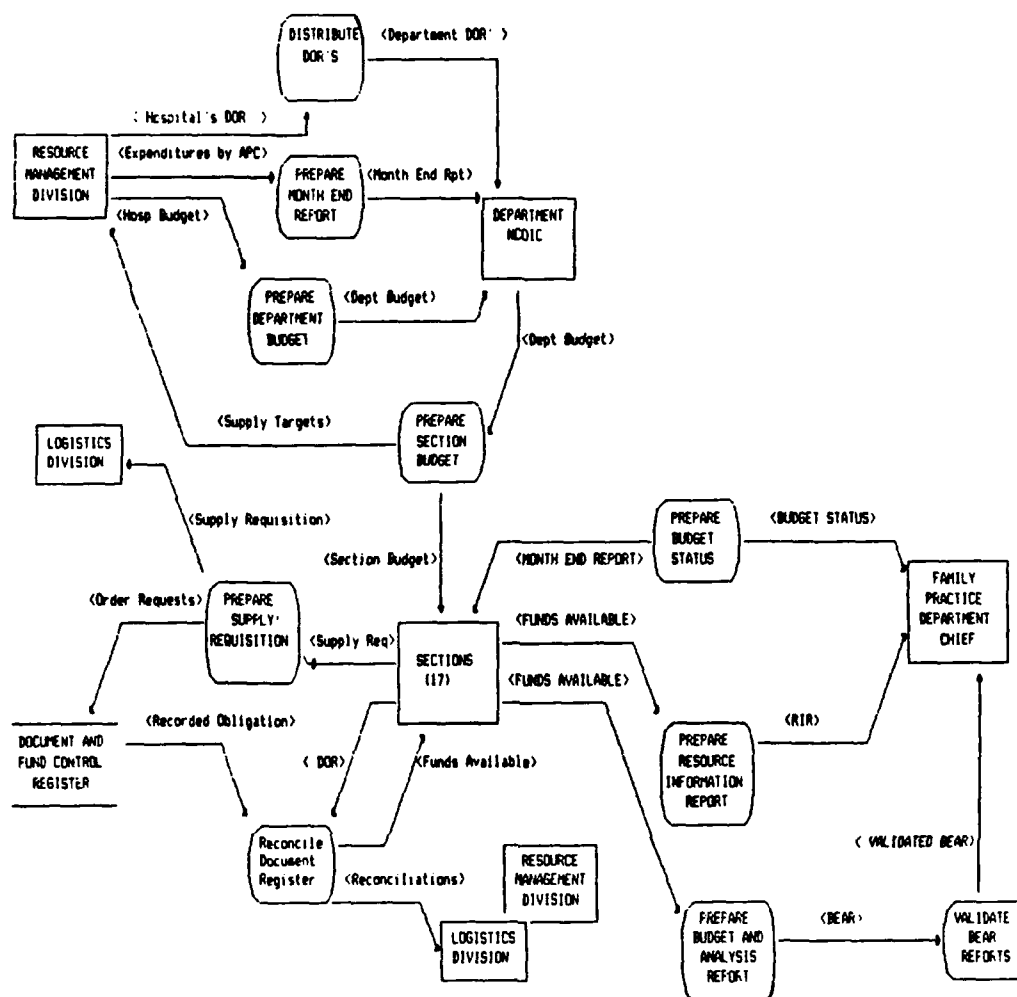 DISTRIBUTE
DOR'S
<Department DOR' >
< Hospital's DOR >
RESOURCE
MANAGEMENT
DIVISION
<Expenditures by APC>
PREPARE
MONTH END
REPORT
<Month End Rpt>
<Hosp Budget>
DEPARTMENT
NCOIC
PREPARE
DEPARTMENT
BUDGET
<Dept Budget>
<Dept Budget>
<Supply Targets>
PREPARE
SECTION
BUDGET
LOGISTICS
DIVISION
<Supply Requisition>
<Section Budget>
PREPARE
BUDGET
STATUS
<BUDGET STATUS>
<MONTH END REPORT>
FAMILY
PRACTICE
DEPARTMENT
CHIEF
<Order Requests>
PREPARE
SUPPLY
REQUISITION
<Supply Req>
SECTIONS
(17)
<FUNDS AVAILABLE>
<FUNDS AVAILABLE>
DOCUMENT AND
FUND CONTROL
REGISTER
<Recorded Obligation>
< DOR>
<Funds Available>
PREPARE
RESOURCE
INFORMATION
REPORT
<RIR>
Reconcile
Document
Register
<Reconciliations>
RESOURCE
MANAGEMENT
DIVISION
LOGISTICS
DIVISION
< VALIDATED BEAR>
PREPARE
BUDGET AND
ANALYSIS
REPORT
<BEAR>
VALIDATE
BEAR
REPORTS